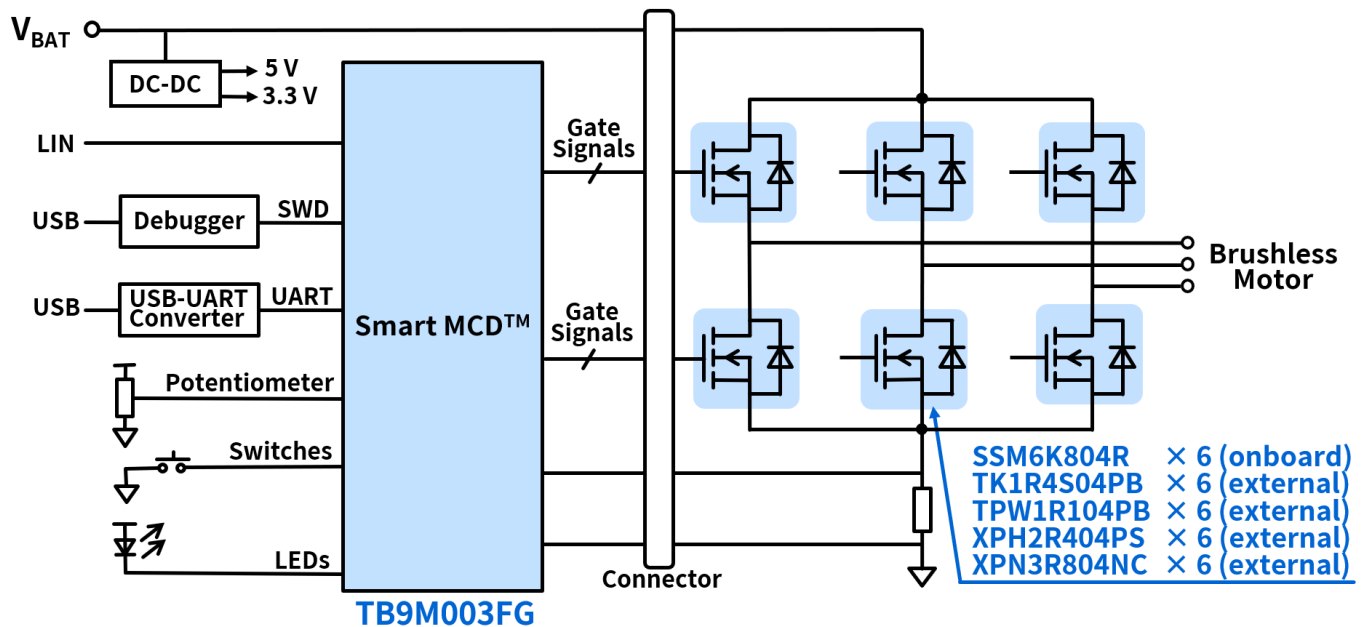 VBAT
DC-DC
5 V
3.3 V
LIN
USB
Debugger
SWD
USB
USB-UART
Converter
UART
Potentiometer
Switches
LEDs
Smart MCD™
TB9M003FG
Gate
Signals
Gate
Signals
Connector
Brushless
Motor
SSM6K804R × 6 (onboard)
TK1R4S04PB × 6 (external)
TPW1R104PB × 6 (external)
XPH2R404PS × 6 (external)
XPN3R804NC × 6 (external)